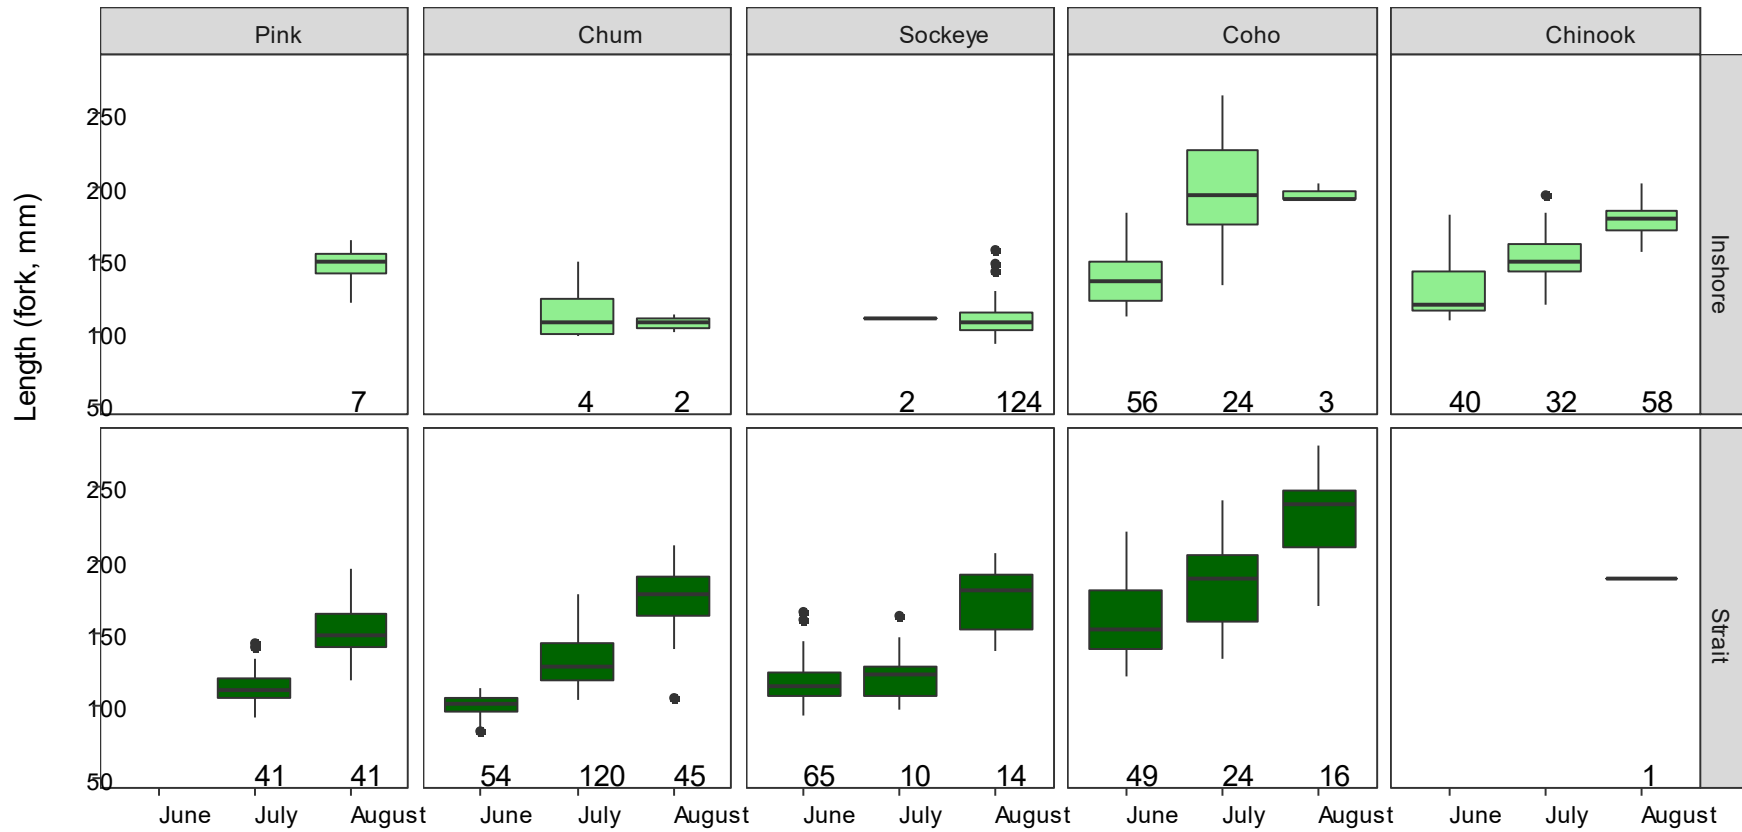 Pink Chum Sockeye Coho Chinook
Length (fork, mm)
250
200
150
100
50
7 4 2 2 124 56 24 3 40 32 58
Inshore
250
200
150
100
50
41 41 54 120 45 65 10 14 49 24 16 1
Strait
June July August June July August June July August June July August June July August